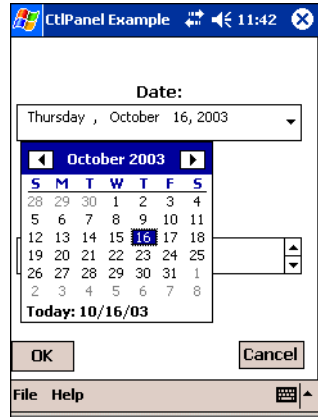 CtlPanel Example 11:42
Date:
Thursday , October 16, 2003
October 2003
S M T W T F S
28 29 30 1 2 3 4
5 6 7 8 9 10 11
12 13 14 15 16 17 18
19 20 21 22 23 24 25
26 27 28 29 30 31 1
2 3 4 5 6 7 8
Today: 10/16/03
OK Cancel
File Help